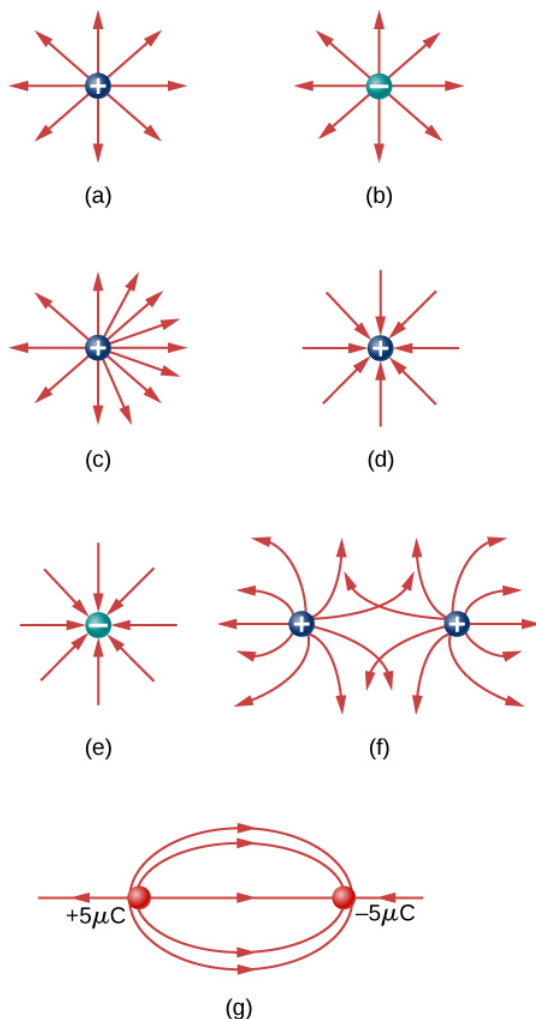 +
−
(a)
(b)
+
+
(c)
(d)
−
+
+
(e)
(f)
+5μC
–5μC
(g)